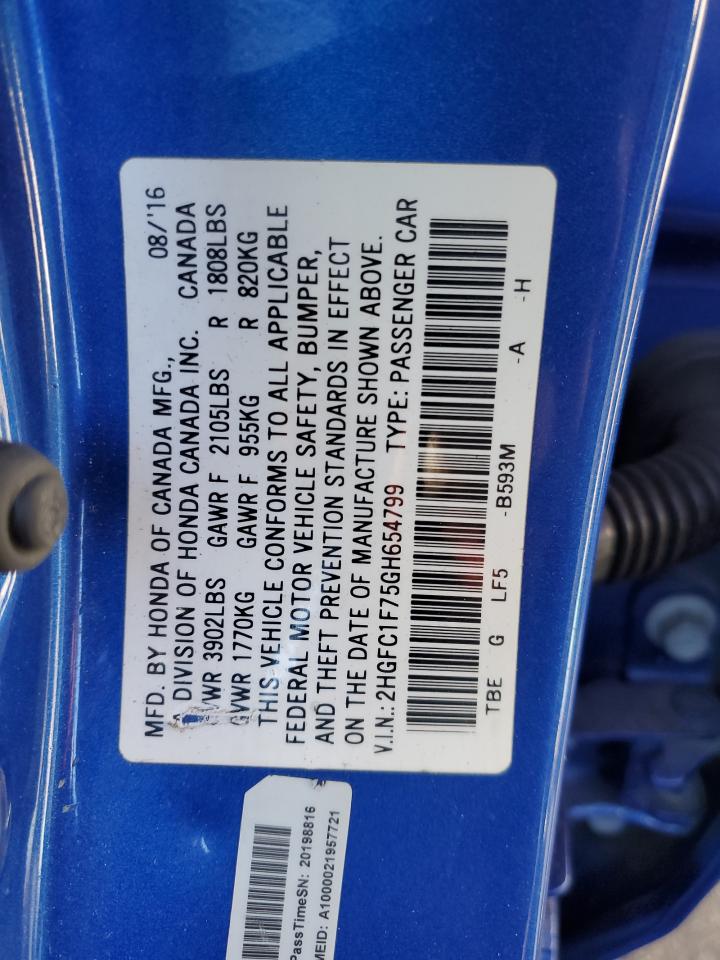 MFD. BY HONDA OF CANADA MFG., 08/'16
DIVISION OF HONDA CANADA INC. CANADA
GVWR 3902LBS GAWR F 2105LBS R 1808LBS
GVWR 1770KG GAWR F 955KG R 820KG
THIS VEHICLE CONFORMS TO ALL APPLICABLE
FEDERAL MOTOR VEHICLE SAFETY, BUMPER,
AND THEFT PREVENTION STANDARDS IN EFFECT
ON THE DATE OF MANUFACTURE SHOWN ABOVE.
V.I.N.: 2HGFC1F75GH654799 TYPE: PASSENGER CAR
TBE G LF5 -B593M -A -H
PassTimeSN: 20198816
MEID: A1000021957721